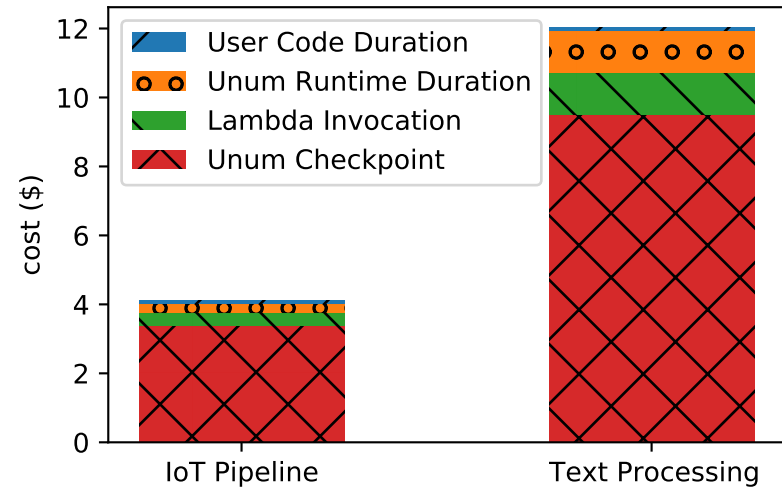 User Code Duration
Unum Runtime Duration
Lambda Invocation
Unum Checkpoint
cost ($)
12
10
8
6
4
2
0
IoT Pipeline
Text Processing